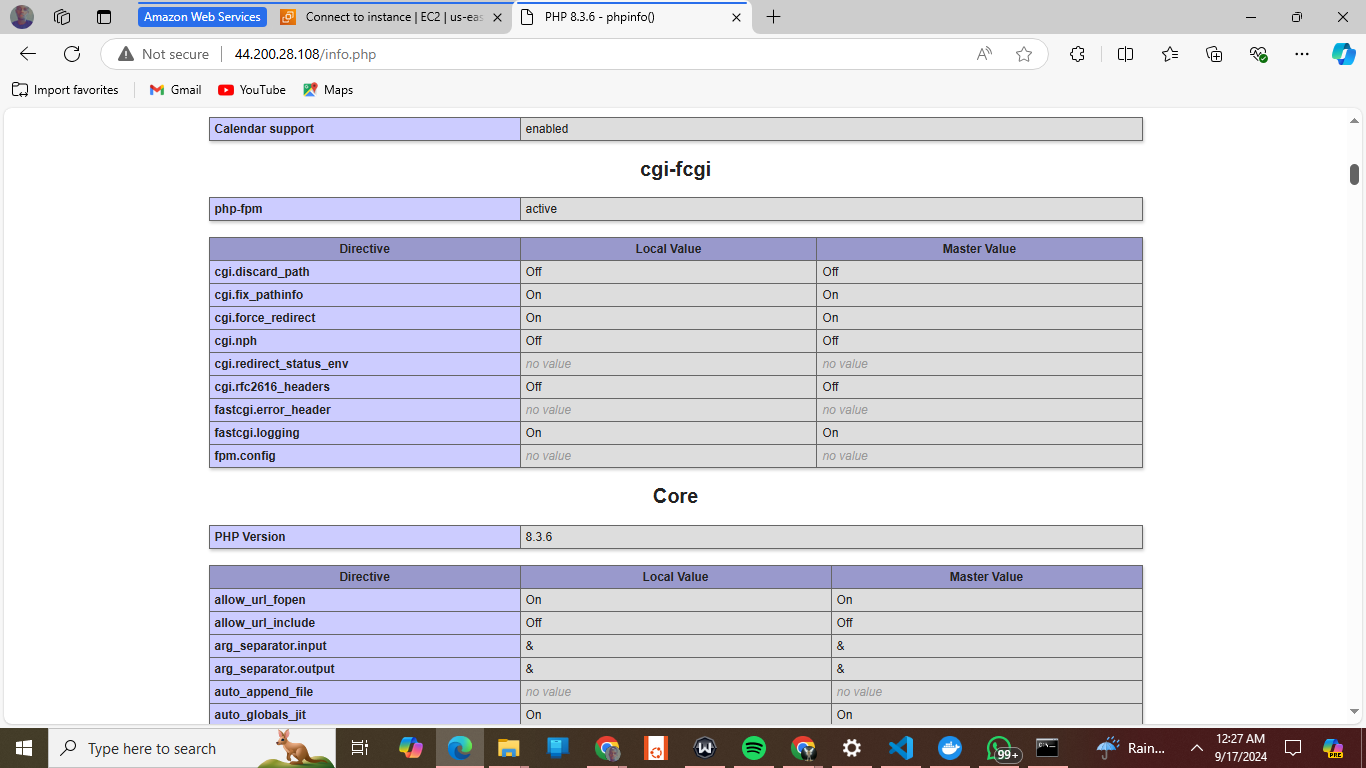 Amazon Web Services
Connect to instance | EC2 | us-eas
PHP 8.3.6 - phpinfo()
Not secure
44.200.28.108/info.php
Import favorites
Gmail
YouTube
Maps
Calendar support enabled
cgi-fcgi
php-fpm active
Directive Local Value Master Value
cgi.discard_path Off Off
cgi.fix_pathinfo On On
cgi.force_redirect On On
cgi.nph Off Off
cgi.redirect_status_env no value no value
cgi.rfc2616_headers Off Off
fastcgi.error_header no value no value
fastcgi.logging On On
fpm.config no value no value
Core
PHP Version 8.3.6
Directive Local Value Master Value
allow_url_fopen On On
allow_url_include Off Off
arg_separator.input & &
arg_separator.output & &
auto_append_file no value no value
auto_globals_jit On On
Type here to search
99+
Rain...
12:27 AM
9/17/2024
PRE